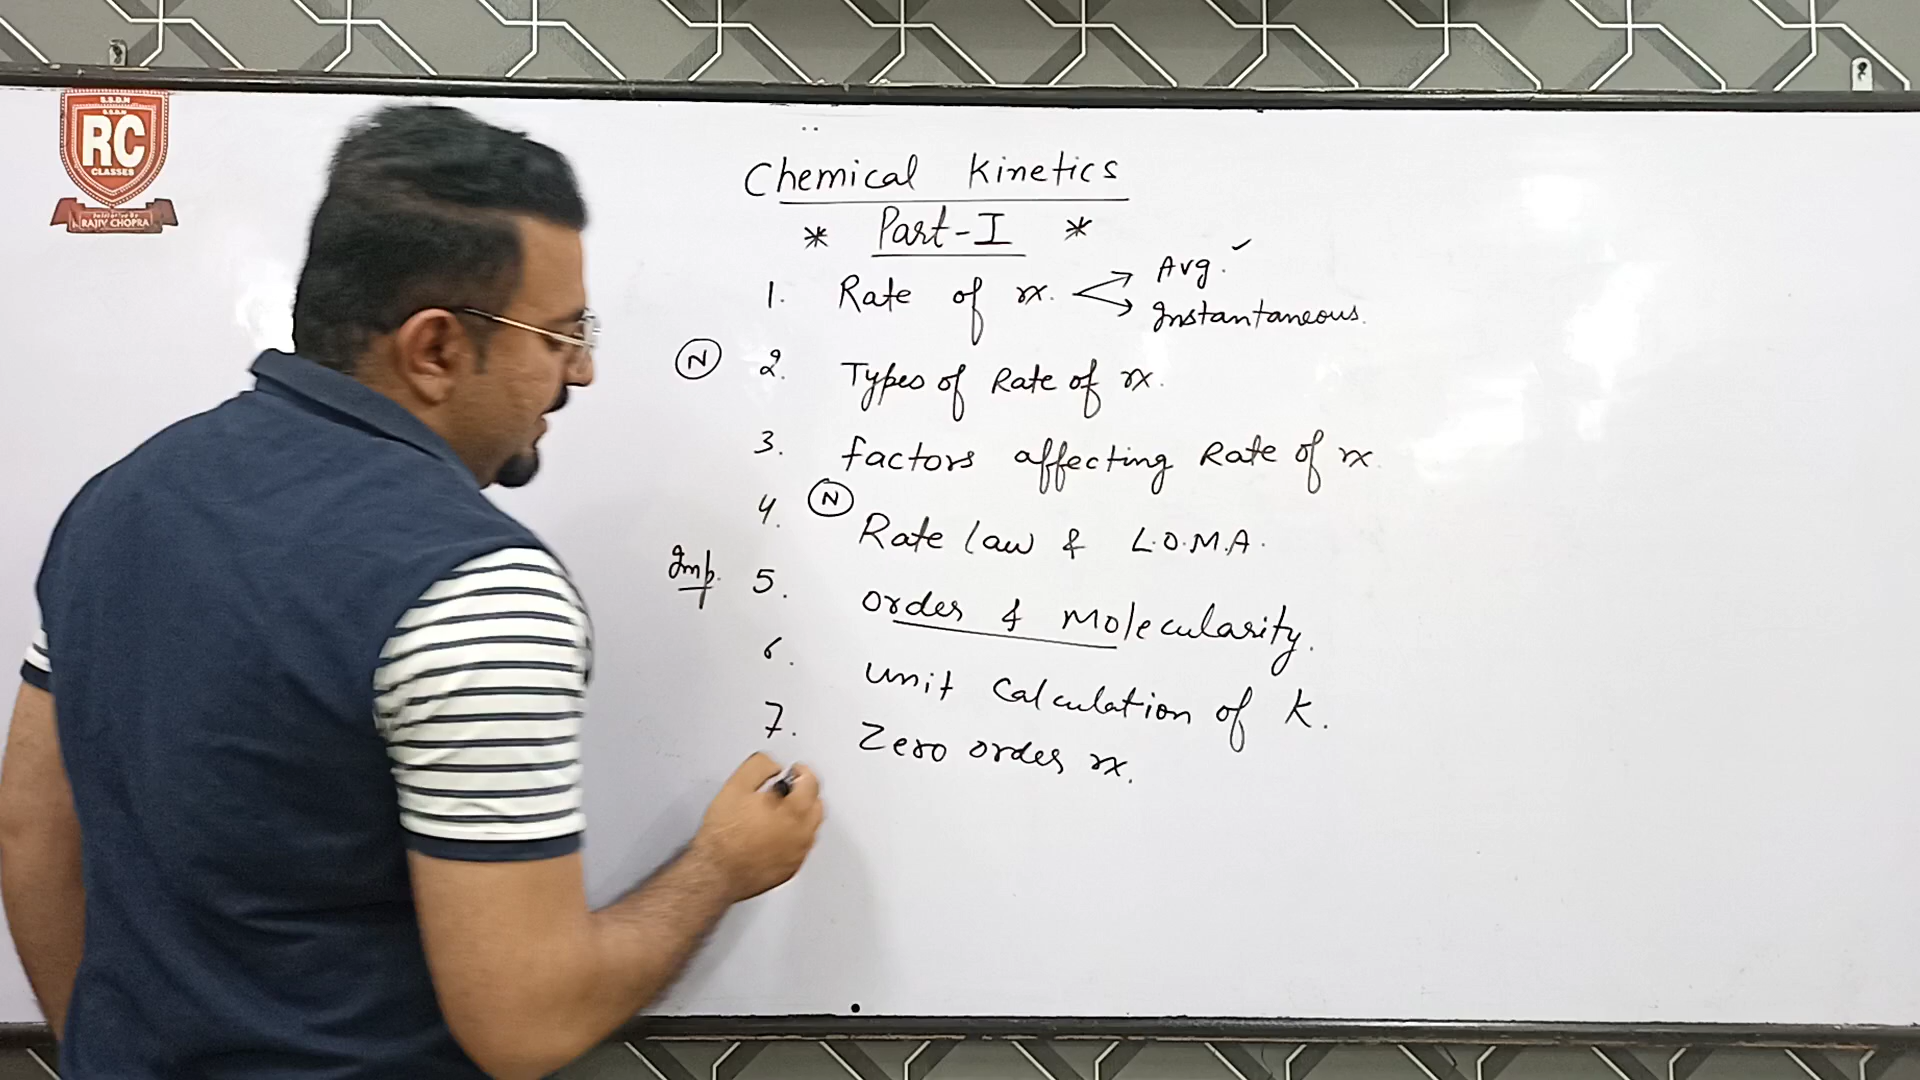 S.S.D.N
RC
CLASSES
RAJIV CHOPRA
Chemical Kinetics
* Part-I *
1. Rate of rx. Avg. ✓
Instantaneous.
(N) 2. Types of Rate of rx.
3. factors affecting Rate of rx
4. (N) Rate law & L.O.M.A.
Imp. 5. order & Molecularity.
6. unit Calculation of K.
7. Zero order rx.